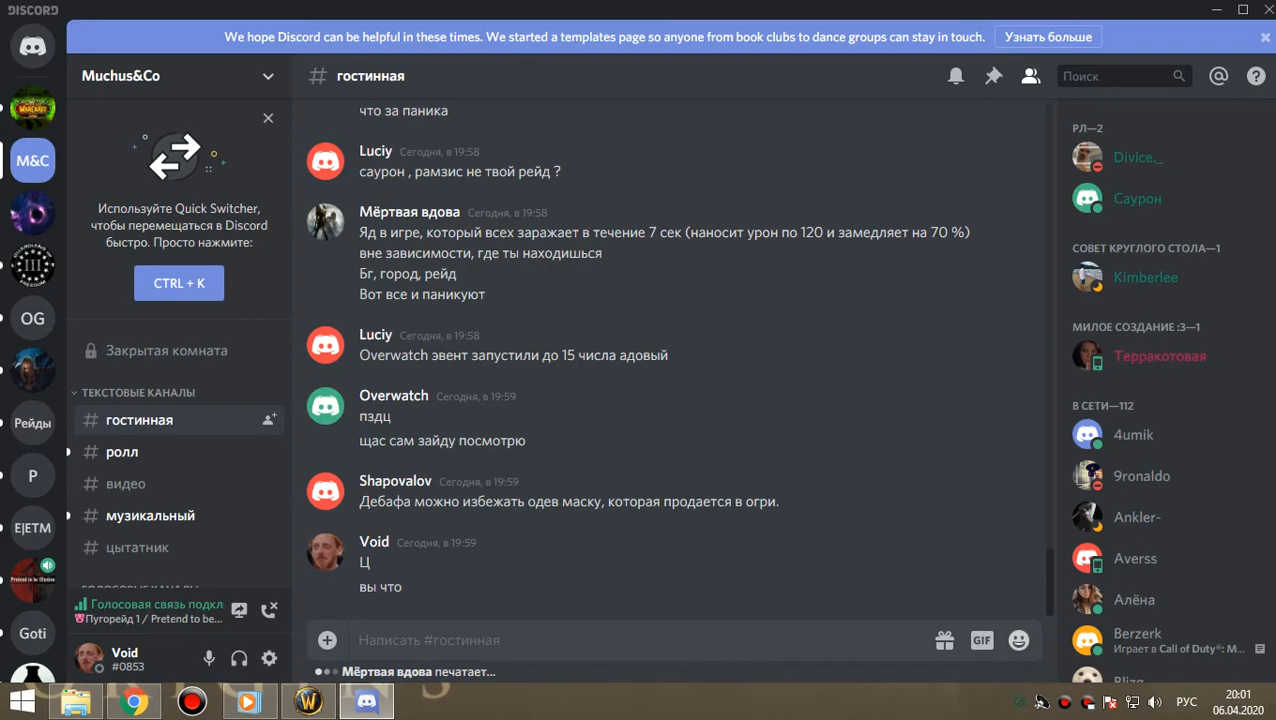 DISCORD
We hope Discord can be helpful in these times. We started a templates page so anyone from book clubs to dance groups can stay in touch.
Узнать больше
Muchus&Co
гостинная
Поиск
M&C
OG
Рейды
P
E|ETM
Pretend to be Illusion
Goti
Используйте Quick Switcher,
чтобы перемещаться в Discord
быстро. Просто нажмите:
CTRL + K
Закрытая комната
ТЕКСТОВЫЕ КАНАЛЫ
# гостинная
# ролл
# видео
# музикальный
# цытатник
ГОЛОСОВЫЕ КАНАЛЫ
Голосовая связь подкл
Пугорейд 1 / Pretend to be...
Void
#0853
что за паника
Luciy Сегодня, в 19:58
саурон , рамзис не твой рейд ?
Мёртвая вдова Сегодня, в 19:58
Яд в игре, который всех заражает в течение 7 сек (наносит урон по 120 и замедляет на 70 %)
вне зависимости, где ты находишься
Бг, город, рейд
Вот все и паникуют
Luciy Сегодня, в 19:58
Overwatch эвент запустили до 15 числа адовый
Overwatch Сегодня, в 19:59
пздц
щас сам зайду посмотрю
Shapovalov Сегодня, в 19:59
Дебафа можно избежать одев маску, которая продается в огри.
Void Сегодня, в 19:59
Ц
вы что
Написать #гостинная
GIF
Мёртвая вдова печатает...
РЛ—2
Divice._
Саурон
СОВЕТ КРУГЛОГО СТОЛА—1
Kimberlee
МИЛОЕ СОЗДАНИЕ :3—1
Терракотовая
В СЕТИ—112
4umik
9ronaldo
Ankler-
Averss
Алёна
Berzerk
Играет в Call of Duty®: M...
Blizg
РУС
20:01
06.04.2020